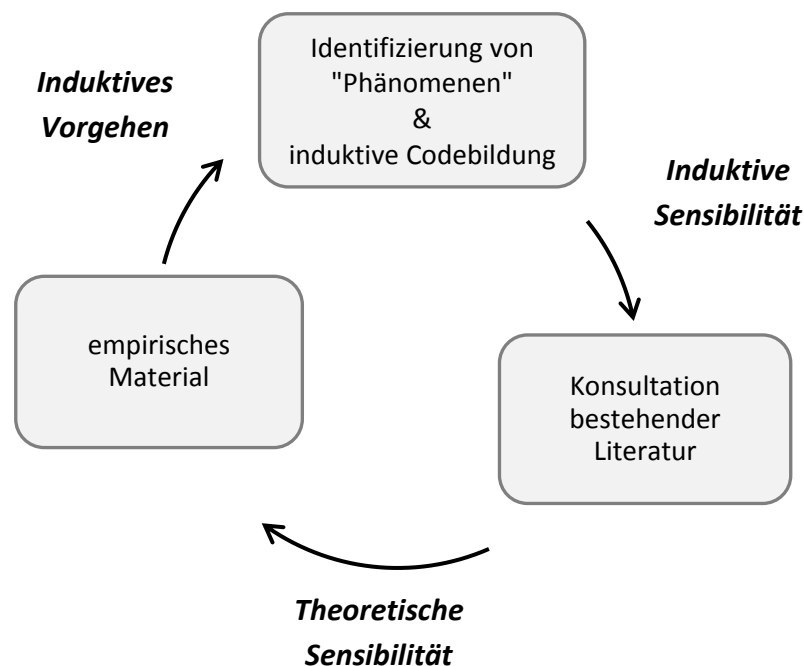 Identifizierung von
"Phänomenen"
&
induktive Codebildung
Induktives
Vorgehen
Induktive
Sensibilität
empirisches
Material
Konsultation
bestehender
Literatur
Theoretische
Sensibilität